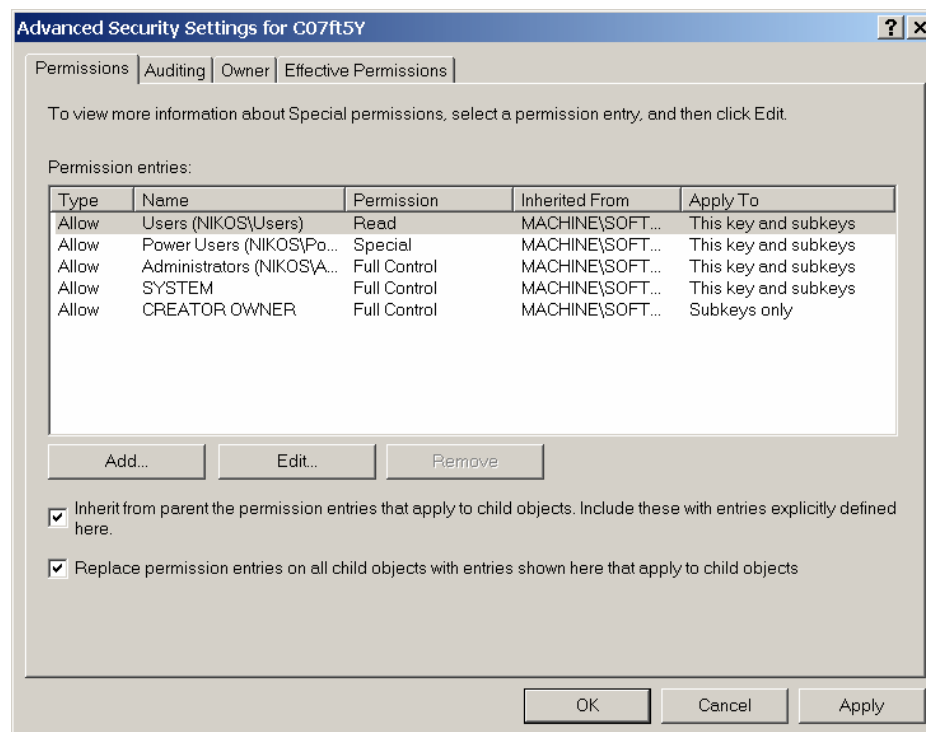 Advanced Security Settings for C07ft5Y
Permissions Auditing Owner Effective Permissions
To view more information about Special permissions, select a permission entry, and then click Edit.
Permission entries:
Type Name Permission Inherited From Apply To
Allow Users (NIKOS\Users) Read MACHINE\SOFT... This key and subkeys
Allow Power Users (NIKOS\Po... Special MACHINE\SOFT... This key and subkeys
Allow Administrators (NIKOS\A... Full Control MACHINE\SOFT... This key and subkeys
Allow SYSTEM Full Control MACHINE\SOFT... This key and subkeys
Allow CREATOR OWNER Full Control MACHINE\SOFT... Subkeys only
Add... Edit... Remove
Inherit from parent the permission entries that apply to child objects. Include these with entries explicitly defined
here.
Replace permission entries on all child objects with entries shown here that apply to child objects
OK Cancel Apply